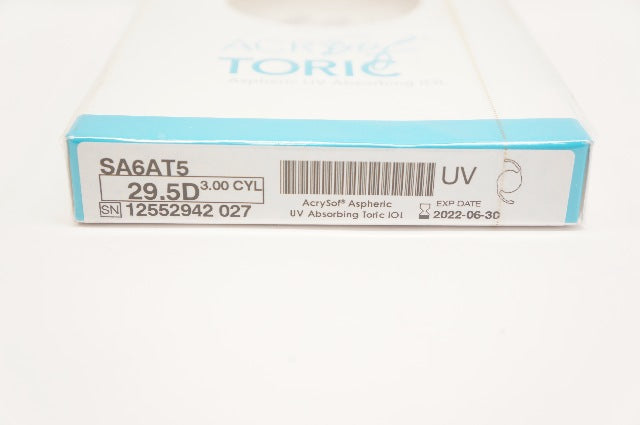 ACRYSOF
TORIC
Aspheric UV Absorbing IOL
SA6AT5
29.5D 3.00 CYL
SN 12552942 027
AcrySof® Aspheric
UV Absorbing Toric IOL
UV
EXP DATE
2022-06-30